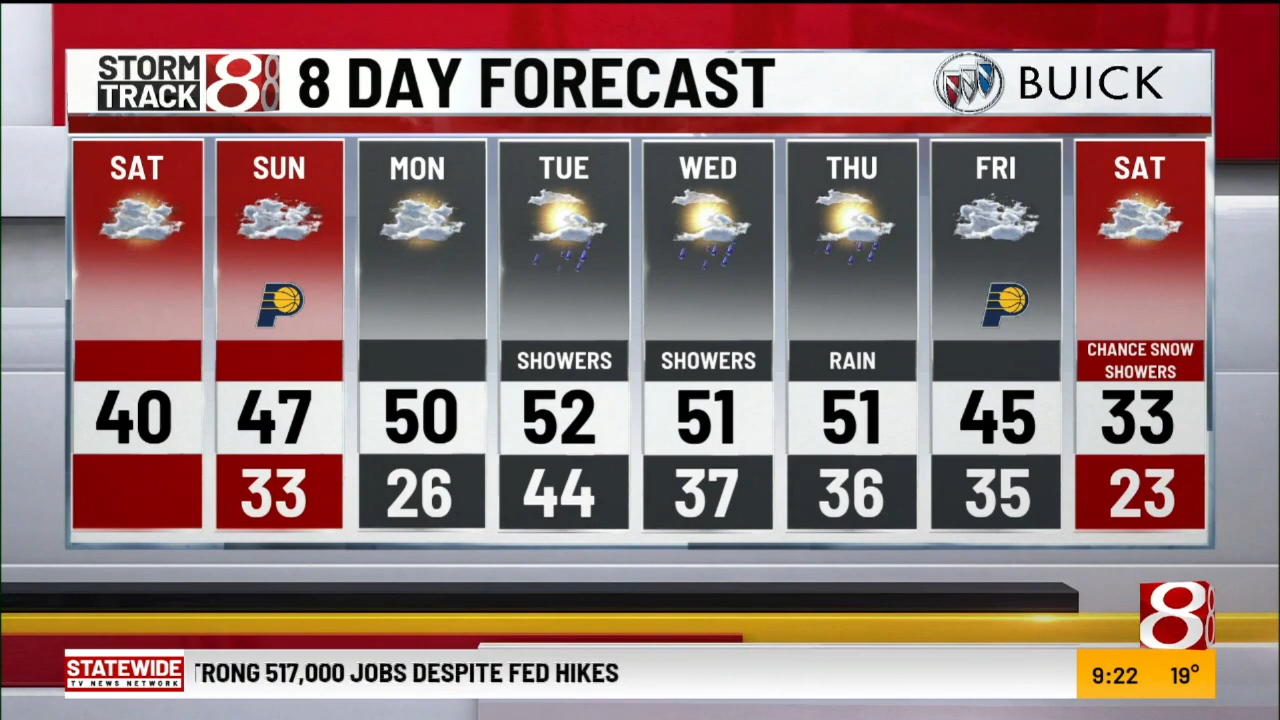 STORM
TRACK 8 8 DAY FORECAST BUICK
SAT SUN MON TUE WED THU FRI SAT
SHOWERS SHOWERS RAIN CHANCE SNOW
SHOWERS
40 47 50 52 51 51 45 33
33 26 44 37 36 35 23
8
STATEWIDE
TV NEWS NETWORK
TRONG 517,000 JOBS DESPITE FED HIKES
9:22 19°